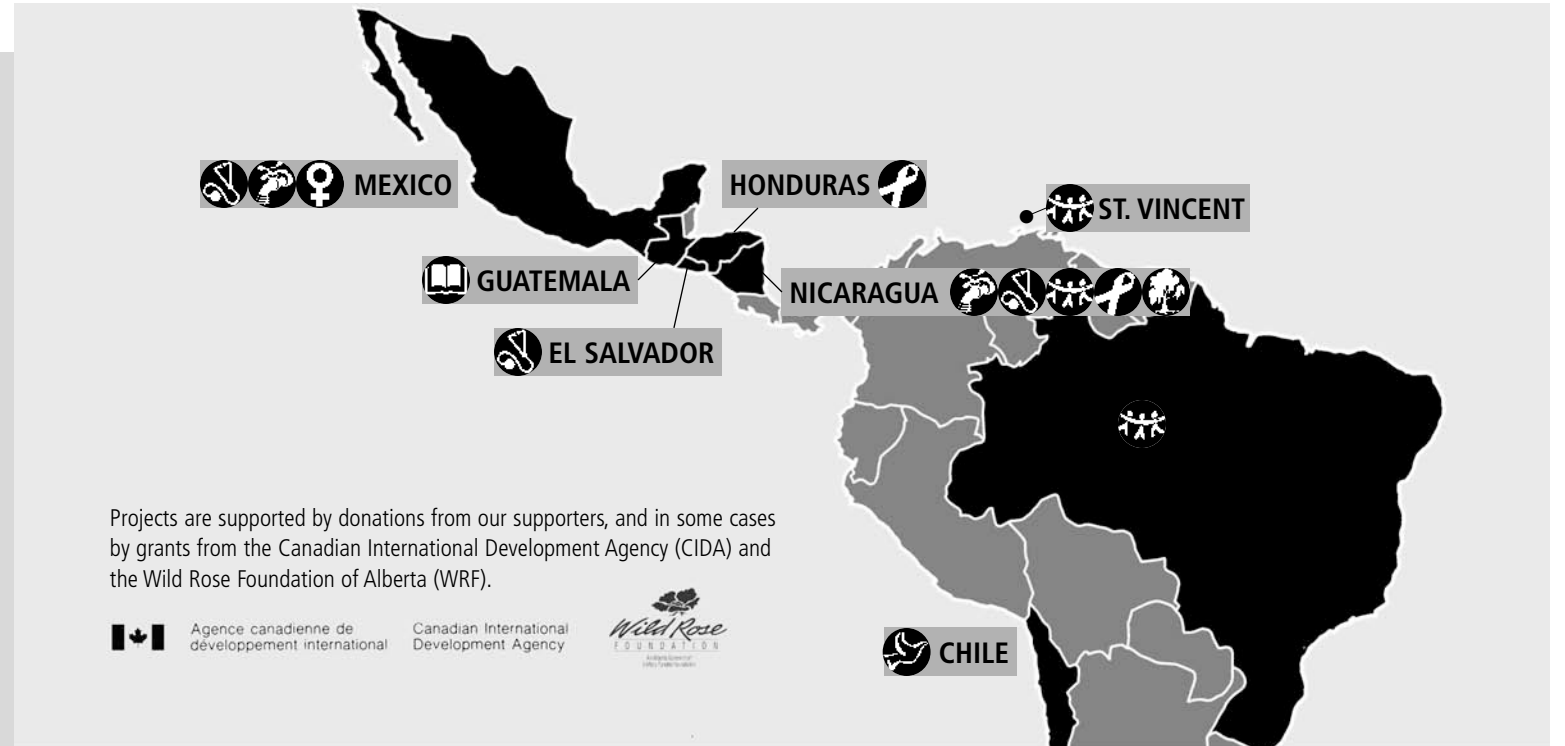 MEXICO
HONDURAS
ST. VINCENT
GUATEMALA
NICARAGUA
EL SALVADOR
Projects are supported by donations from our supporters, and in some cases
by grants from the Canadian International Development Agency (CIDA) and
the Wild Rose Foundation of Alberta (WRF).
Agence canadienne de
développement international
Canadian International
Development Agency
Wild Rose
FOUNDATION
CHILE